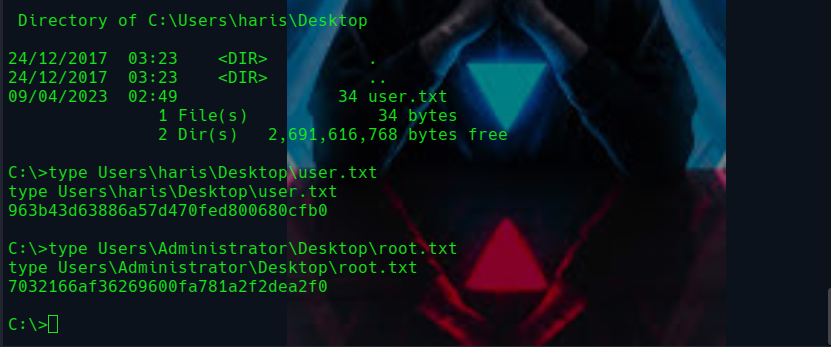 Directory of C:\Users\haris\Desktop
24/12/2017  03:23    <DIR>          .
24/12/2017  03:23    <DIR>          ..
09/04/2023  02:49                34 user.txt
               1 File(s)             34 bytes
               2 Dir(s)   2,691,616,768 bytes free
C:\>type Users\haris\Desktop\user.txt
type Users\haris\Desktop\user.txt
963b43d63886a57d470fed800680cfb0
C:\>type Users\Administrator\Desktop\root.txt
type Users\Administrator\Desktop\root.txt
7032166af36269600fa781a2f2dea2f0
C:\>